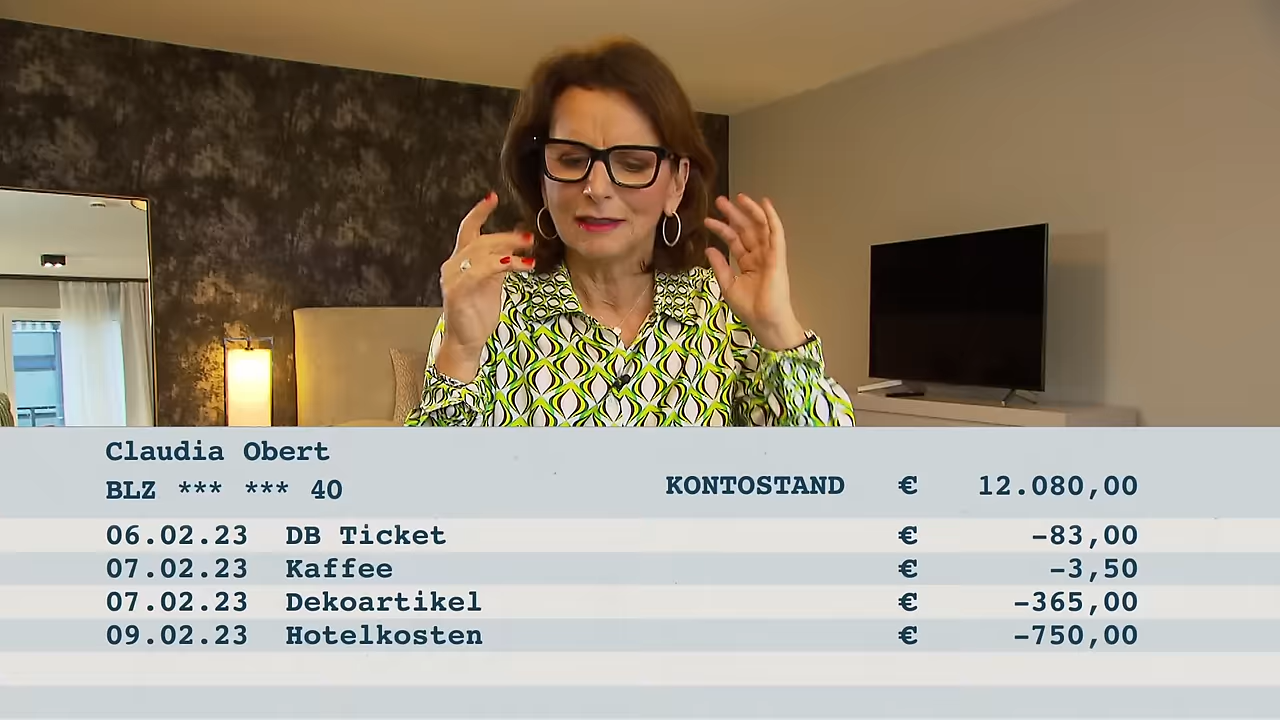 Claudia Obert
BLZ *** *** 40
KONTOSTAND € 12.080,00
06.02.23 DB Ticket € -83,00
07.02.23 Kaffee € -3,50
07.02.23 Dekoartikel € -365,00
09.02.23 Hotelkosten € -750,00